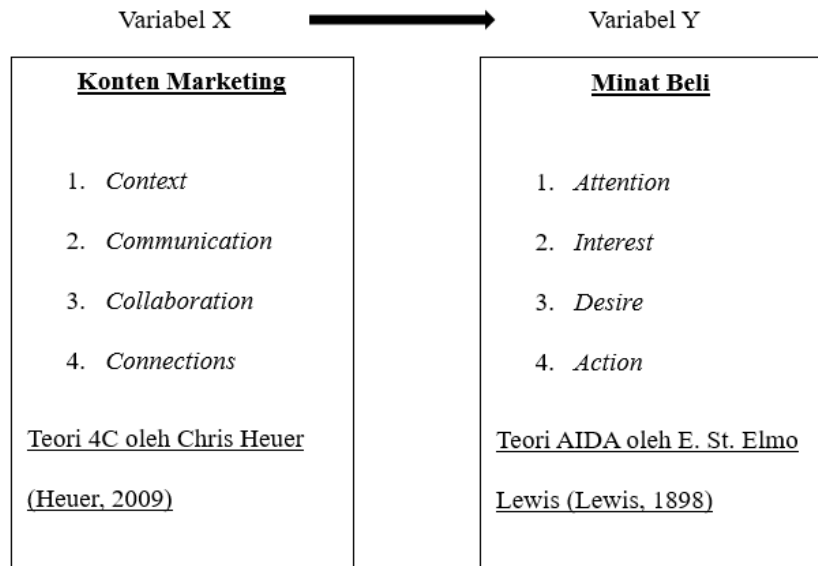 Variabel X
Variabel Y
Konten Marketing
1. Context
2. Communication
3. Collaboration
4. Connections
Teori 4C oleh Chris Heuer
(Heuer, 2009)
Minat Beli
1. Attention
2. Interest
3. Desire
4. Action
Teori AIDA oleh E. St. Elmo
Lewis (Lewis, 1898)